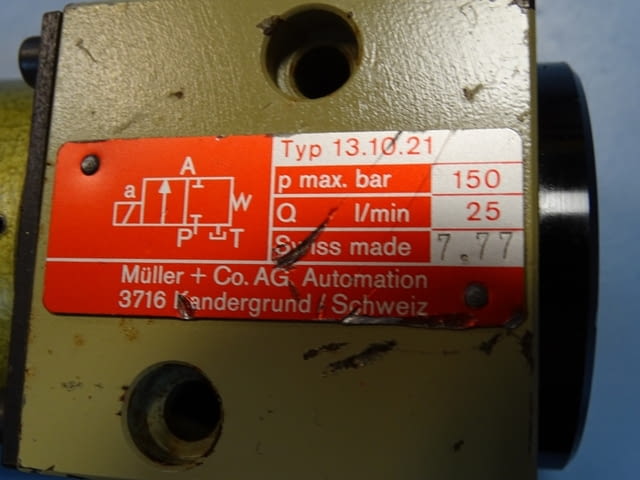 Typ 13.10.21
A
a
W
P T
p max. bar 150
Q l/min 25
Swiss made 7.77
Müller + Co. AG, Automation
3716 Kandergrund / Schweiz